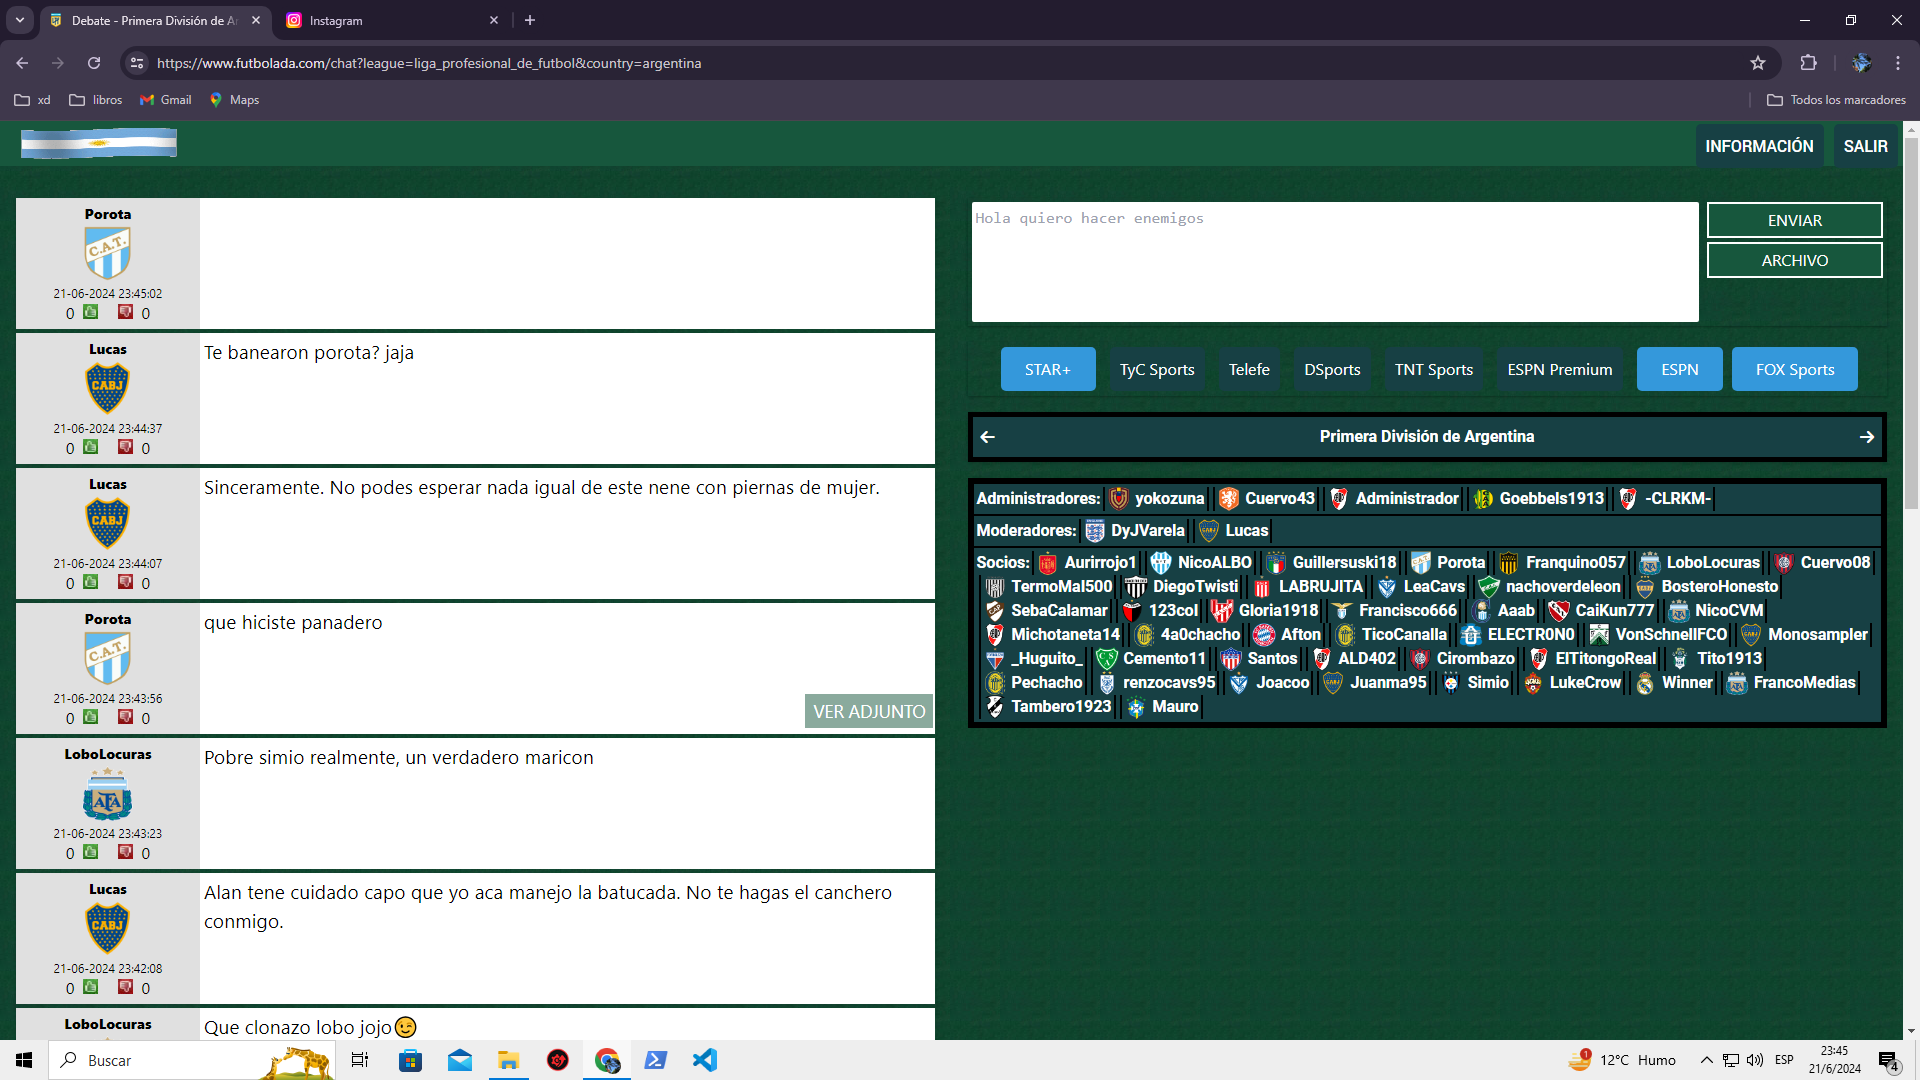 Debate - Primera División de Ar
Instagram
https://www.futbolada.com/chat?league=liga_profesional_de_futbol&country=argentina
xd
libros
Gmail
Maps
Todos los marcadores
INFORMACIÓN
SALIR
Porota
C.A.T.
21-06-2024 23:45:02
0 0
Lucas
CABJ
21-06-2024 23:44:37
0 0
Te banearon porota? jaja
Lucas
CABJ
21-06-2024 23:44:07
0 0
Sinceramente. No podes esperar nada igual de este nene con piernas de mujer.
Porota
C.A.T.
21-06-2024 23:43:56
0 0
que hiciste panadero
VER ADJUNTO
LoboLocuras
AFA
21-06-2024 23:43:23
0 0
Pobre simio realmente, un verdadero maricon
Lucas
CABJ
21-06-2024 23:42:08
0 0
Alan tene cuidado capo que yo aca manejo la batucada. No te hagas el canchero
conmigo.
LoboLocuras
Que clonazo lobo jojo😉
Hola quiero hacer enemigos
ENVIAR
ARCHIVO
STAR+
TyC Sports
Telefe
DSports
TNT Sports
ESPN Premium
ESPN
FOX Sports
Primera División de Argentina
Administradores: yokozuna Cuervo43 Administrador Goebbels1913 -CLRKM-
Moderadores: DyJVarela Lucas
Socios: Aurirrojo1 NicoALBO Guillersuski18 Porota Franquino057 LoboLocuras Cuervo08
TermoMal500 DiegoTwisti LABRUJITA LeaCavs nachoverdeleon BosteroHonesto
SebaCalamar 123col Gloria1918 Francisco666 Aaab CaiKun777 NicoCVM
Michotaneta14 4a0chacho Afton TicoCanalla ELECTR0N0 VonSchnellFCO Monosampler
_Huguito_ Cemento11 Santos ALD402 Cirombazo ElTitongoReal Tito1913
Pechacho renzocavs95 Joacoo Juanma95 Simio LukeCrow Winner FrancoMedias
Tambero1923 Mauro
Buscar
1
12°C Humo
ESP
23:45
21/6/2024
4